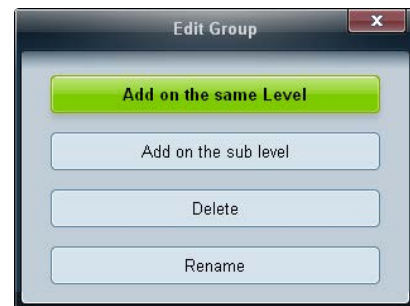 Edit Group
x
Add on the same Level
Add on the sub level
Delete
Rename